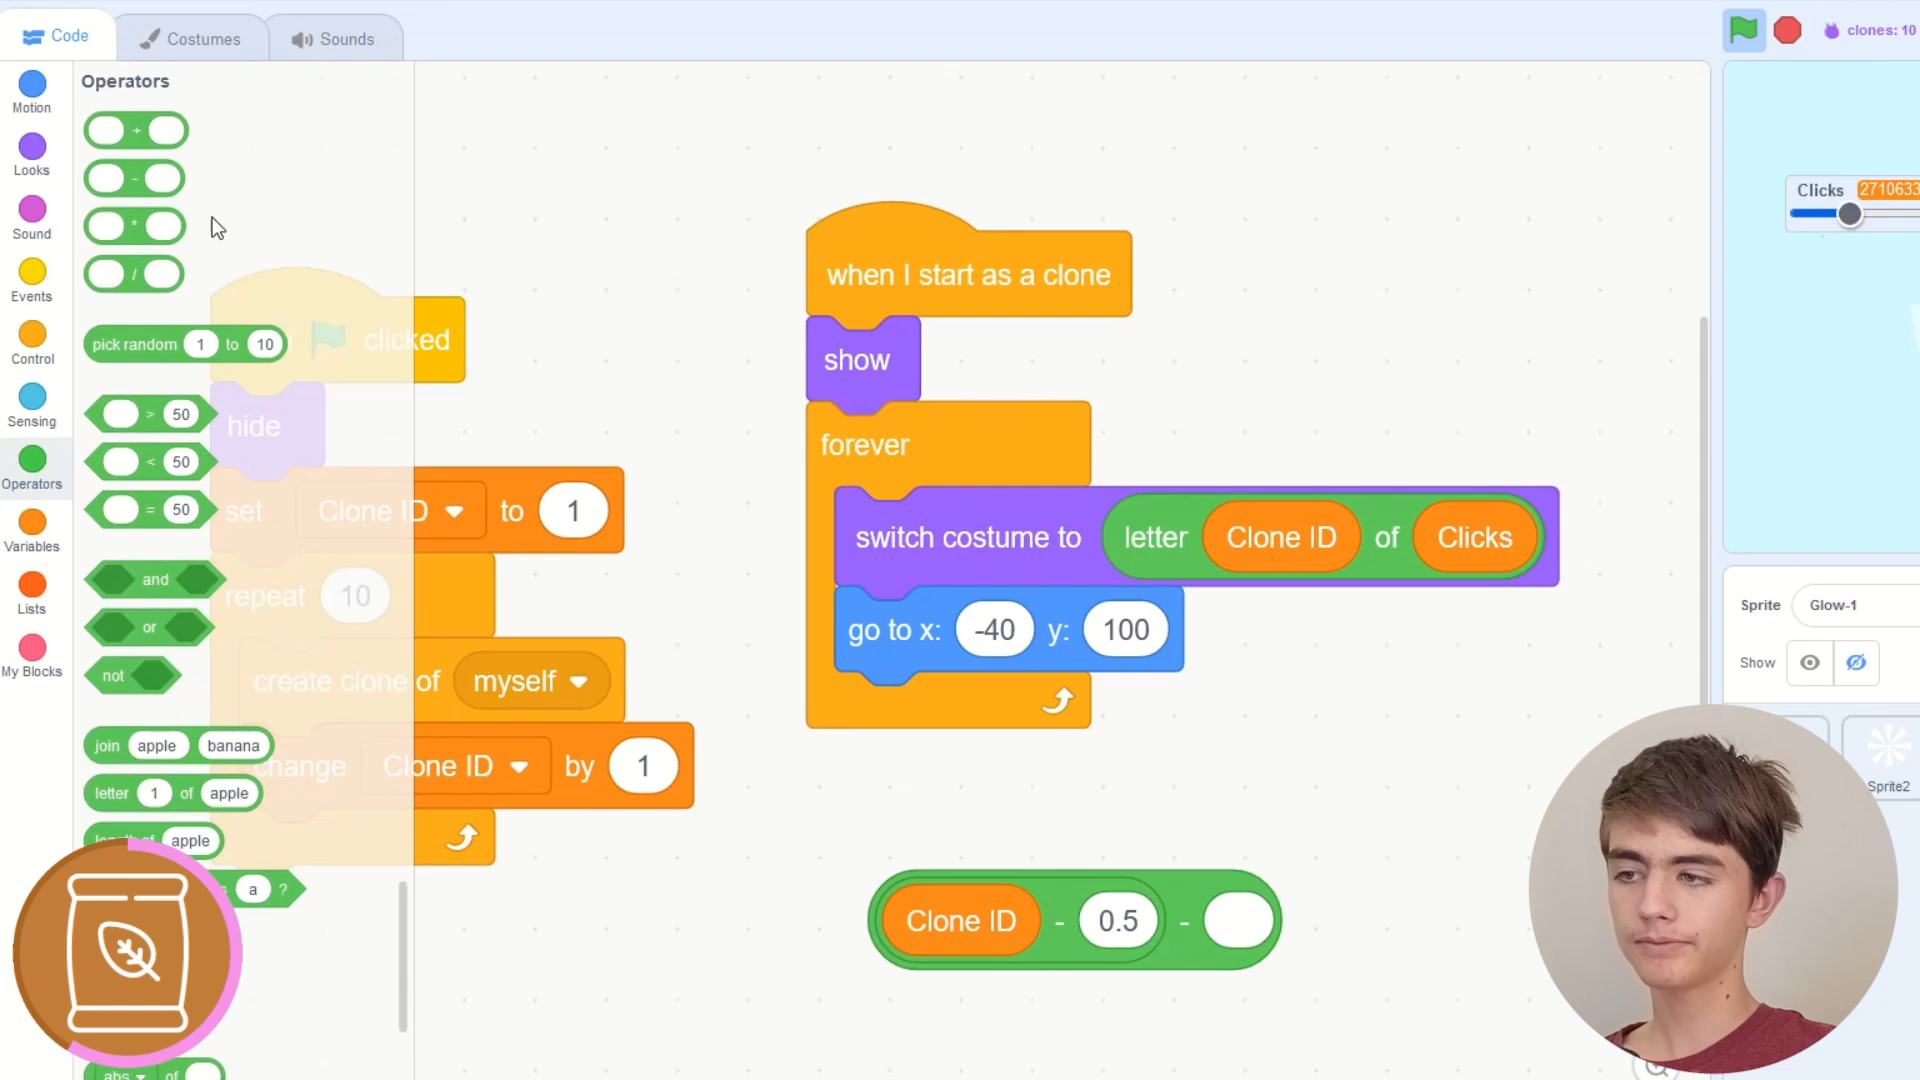 Code
Costumes
Sounds
clones: 10
Motion
Looks
Sound
Events
Control
Sensing
Operators
Variables
Lists
My Blocks
Operators
+
-
*
/
pick random 1 to 10
> 50
< 50
= 50
and
or
not
join apple banana
letter 1 of apple
length of apple
a ?
abs of
clicked
hide
set Clone ID to 1
repeat 10
create clone of myself
change Clone ID by 1
when I start as a clone
show
forever
switch costume to letter Clone ID of Clicks
go to x: -40 y: 100
Clone ID - 0.5 -
Clicks 2710633
Sprite Glow-1
Show
Sprite2